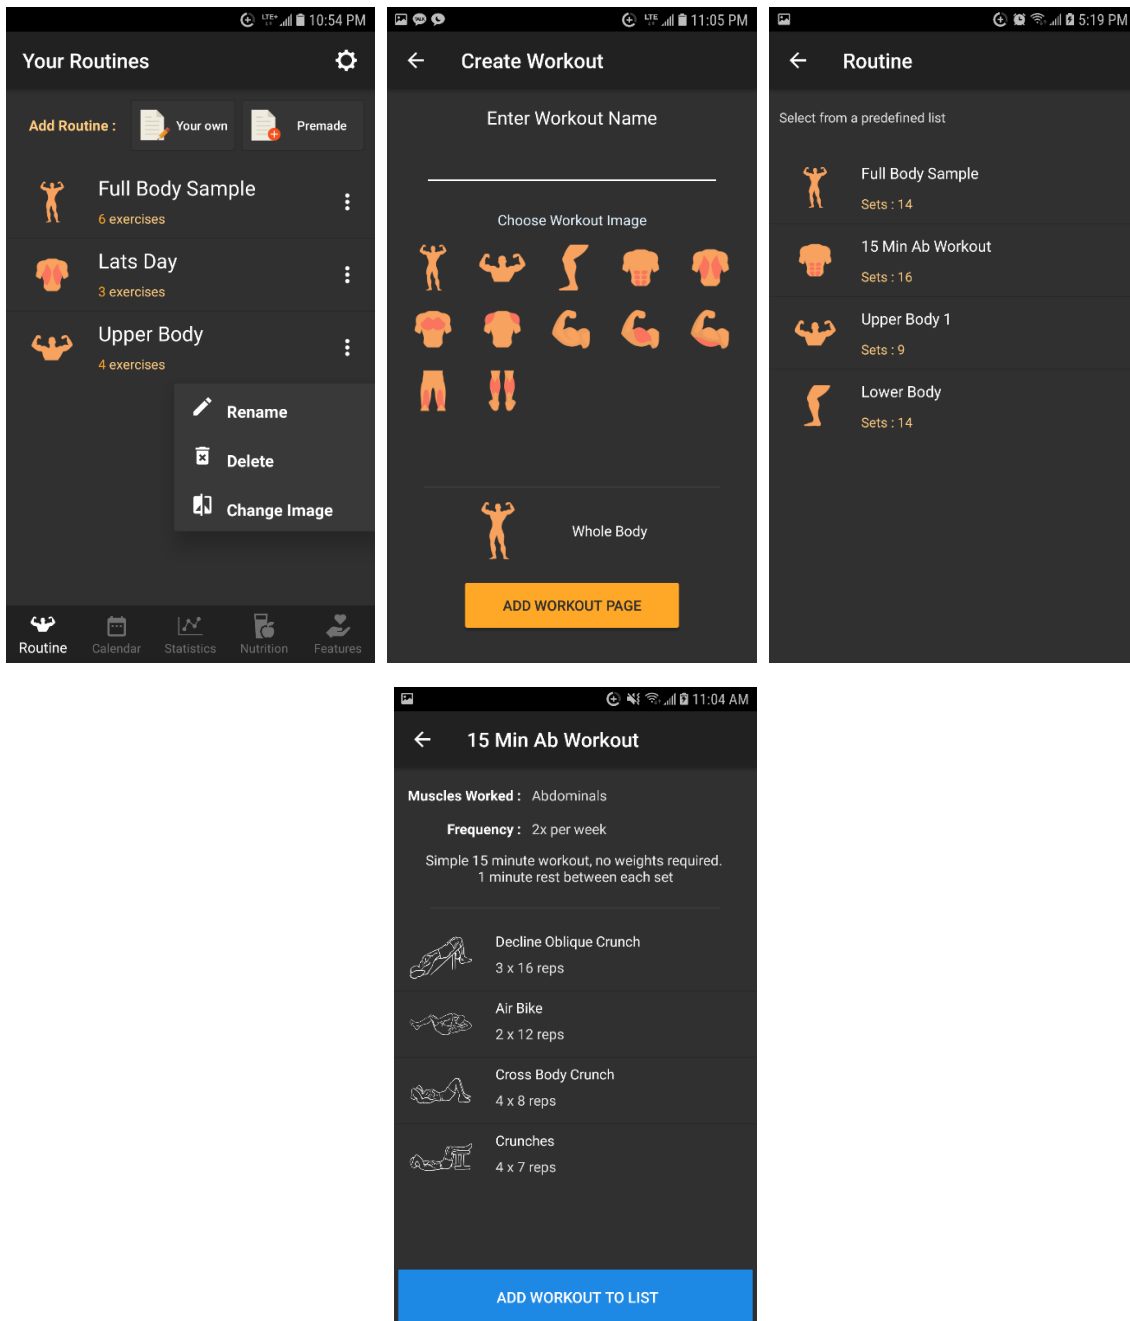 LTE+ 10:54 PM
Your Routines
Add Routine :
Your own
Premade
Full Body Sample
6 exercises
Lats Day
3 exercises
Upper Body
4 exercises
Rename
Delete
Change Image
Routine
Calendar
Statistics
Nutrition
Features
TALK LTE 11:05 PM
Create Workout
Enter Workout Name
Choose Workout Image
Whole Body
ADD WORKOUT PAGE
5:19 PM
Routine
Select from a predefined list
Full Body Sample
Sets : 14
15 Min Ab Workout
Sets : 16
Upper Body 1
Sets : 9
Lower Body
Sets : 14
11:04 AM
15 Min Ab Workout
Muscles Worked : Abdominals
Frequency : 2x per week
Simple 15 minute workout, no weights required.
1 minute rest between each set
Decline Oblique Crunch
3 x 16 reps
Air Bike
2 x 12 reps
Cross Body Crunch
4 x 8 reps
Crunches
4 x 7 reps
ADD WORKOUT TO LIST